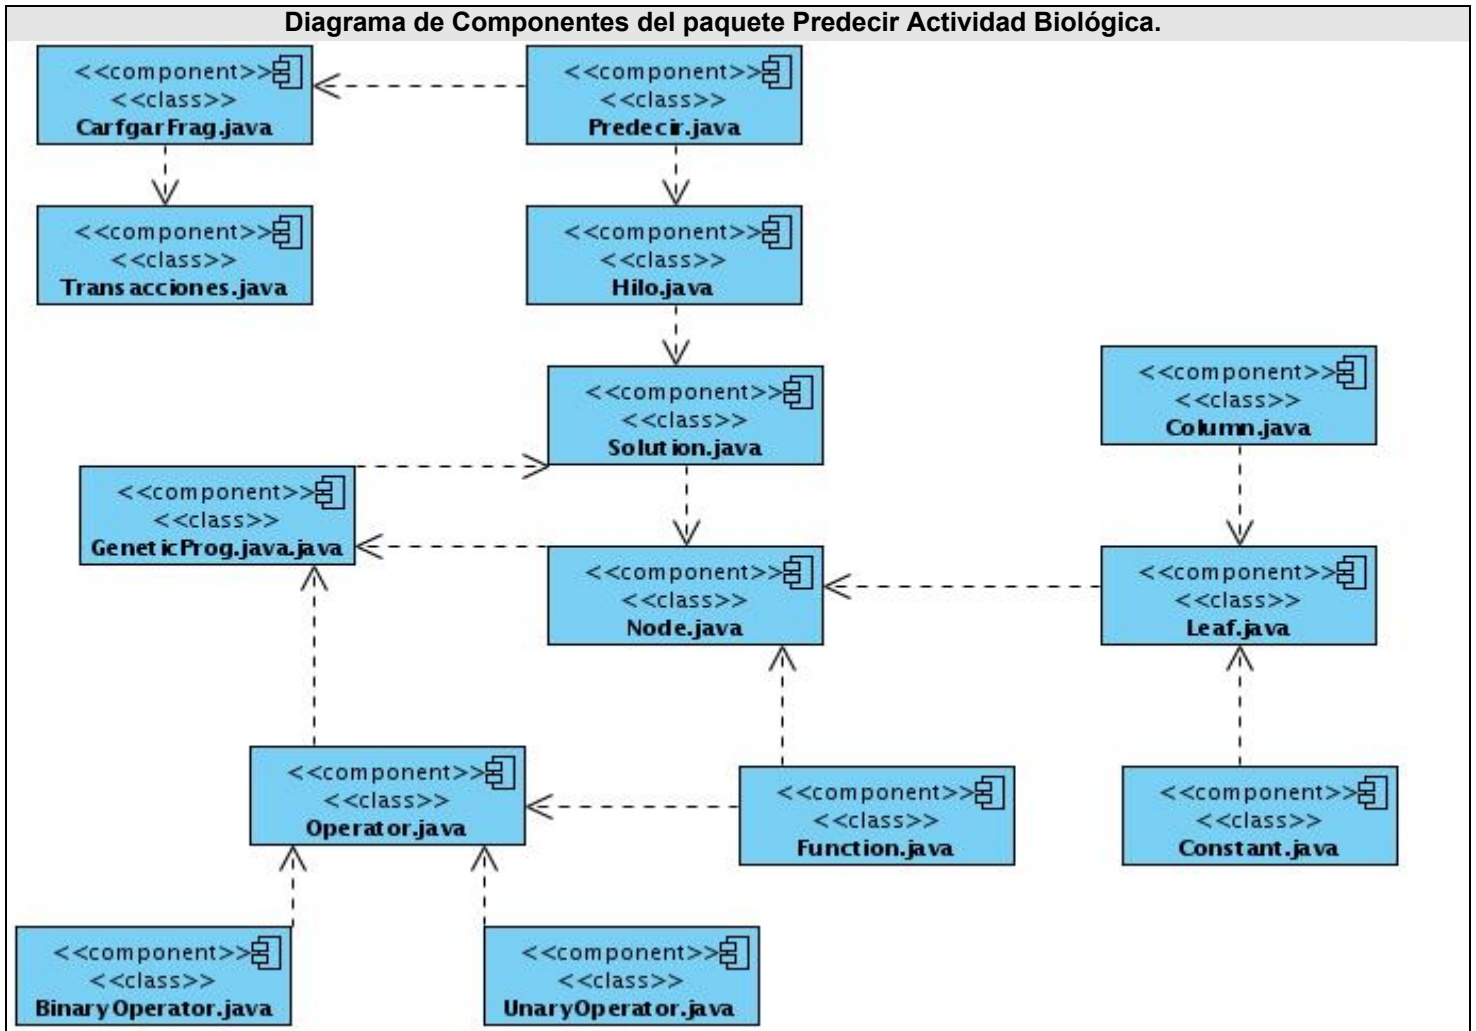 Diagrama de Componentes del paquete Predecir Actividad Biológica.
<<component>>
<<class>>
CarfgarFrag.java
<<component>>
<<class>>
Predecir.java
<<component>>
<<class>>
Transacciones.java
<<component>>
<<class>>
Hilo.java
<<component>>
<<class>>
Solution.java
<<component>>
<<class>>
Column.java
<<component>>
<<class>>
GeneticProg.java.java
<<component>>
<<class>>
Node.java
<<component>>
<<class>>
Leaf.java
<<component>>
<<class>>
Operator.java
<<component>>
<<class>>
Function.java
<<component>>
<<class>>
Constant.java
<<component>>
<<class>>
BinaryOperator.java
<<component>>
<<class>>
UnaryOperator.java